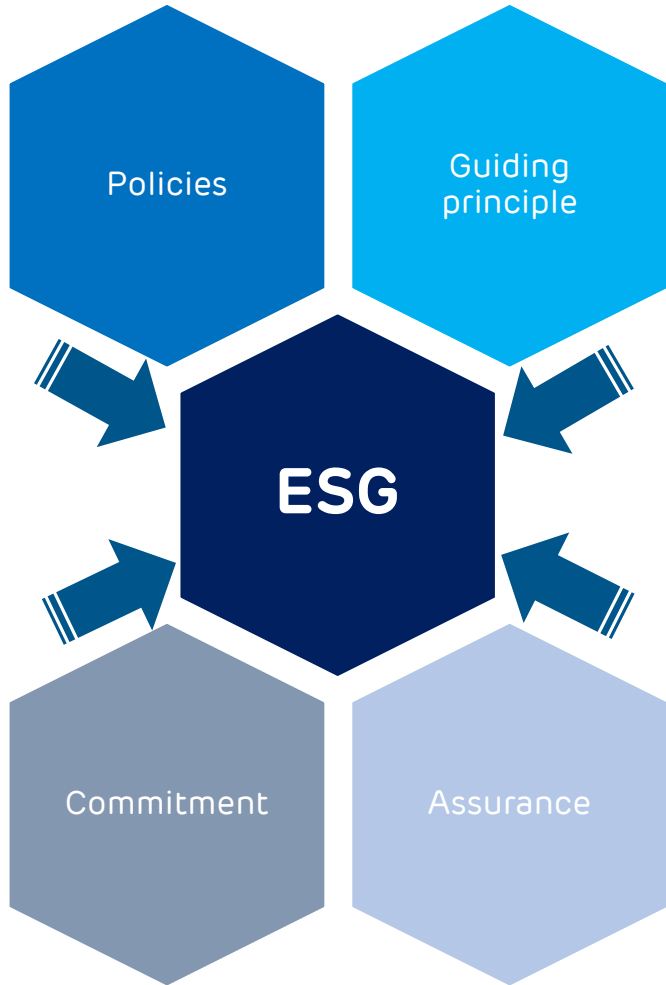 Policies
Guiding
principle
ESG
Commitment
Assurance